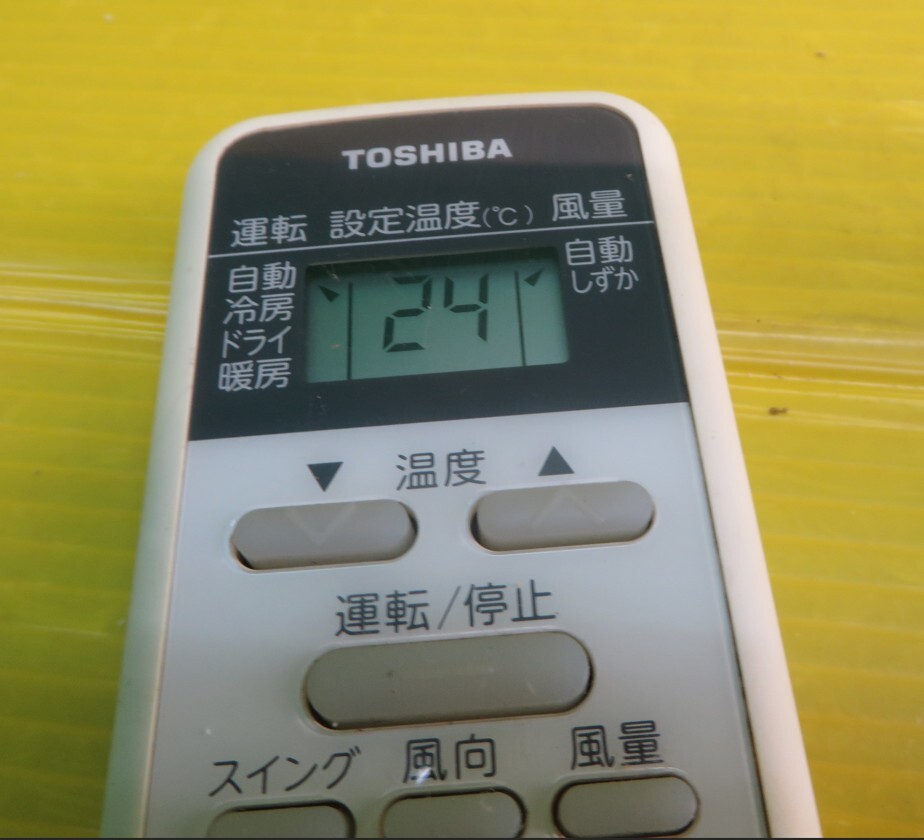 TOSHIBA
運転 設定温度(℃) 風量
自動
冷房
ドライ
暖房
24
自動
しずか
▼ 温度 ▲
運転/停止
スイング 風向 風量